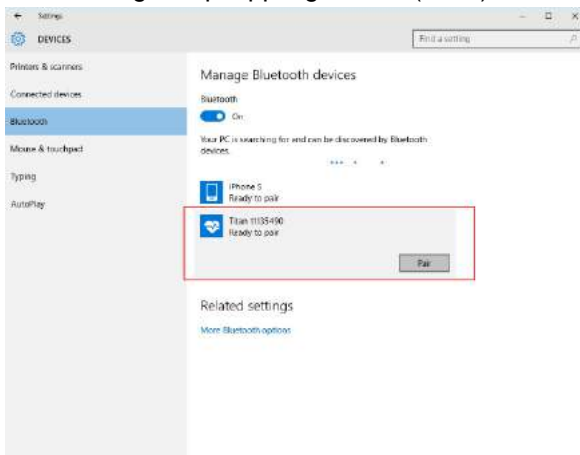 Settings
DEVICES
Find a setting
Printers & scanners
Connected devices
Bluetooth
Mouse & touchpad
Typing
AutoPlay
Manage Bluetooth devices
Bluetooth
On
Your PC is searching for and can be discovered by Bluetooth
devices.
iPhone 5
Ready to pair
Titan 11135490
Ready to pair
Pair
Related settings
More Bluetooth options